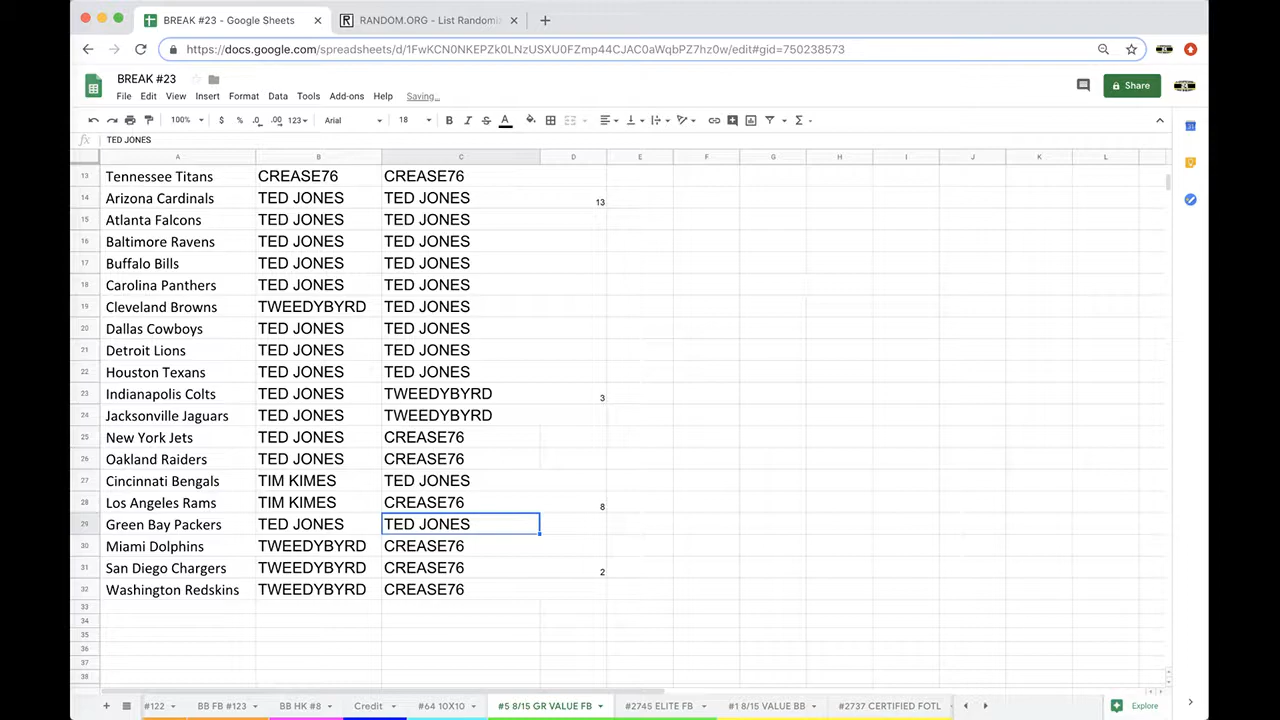 BREAK #23 - Google Sheets × RANDOM.ORG - List Randomi × +
https://docs.google.com/spreadsheets/d/1FwKCN0NKEPZk0LNzUSXU0FZmp44CJAC0aWqbPZ7hz0w/edit#gid=750238573
BREAK #23
File Edit View Insert Format Data Tools Add-ons Help Saving...
Share
100% $ % .0 .00 123 Arial 18 B I S A
fx TED JONES
A B C D E F G H I J K L
13 Tennessee Titans CREASE76 CREASE76
14 Arizona Cardinals TED JONES TED JONES 13
15 Atlanta Falcons TED JONES TED JONES
16 Baltimore Ravens TED JONES TED JONES
17 Buffalo Bills TED JONES TED JONES
18 Carolina Panthers TED JONES TED JONES
19 Cleveland Browns TWEEDYBYRD TED JONES
20 Dallas Cowboys TED JONES TED JONES
21 Detroit Lions TED JONES TED JONES
22 Houston Texans TED JONES TED JONES
23 Indianapolis Colts TED JONES TWEEDYBYRD 3
24 Jacksonville Jaguars TED JONES TWEEDYBYRD
25 New York Jets TED JONES CREASE76
26 Oakland Raiders TED JONES CREASE76
27 Cincinnati Bengals TIM KIMES TED JONES
28 Los Angeles Rams TIM KIMES CREASE76 8
29 Green Bay Packers TED JONES TED JONES
30 Miami Dolphins TWEEDYBYRD CREASE76
31 San Diego Chargers TWEEDYBYRD CREASE76 2
32 Washington Redskins TWEEDYBYRD CREASE76
33
34
35
36
37
38
#122 BB FB #123 BB HK #8 Credit #64 10X10 #5 8/15 GR VALUE FB #2745 ELITE FB #1 8/15 VALUE BB #2737 CERTIFIED FOTL Explore